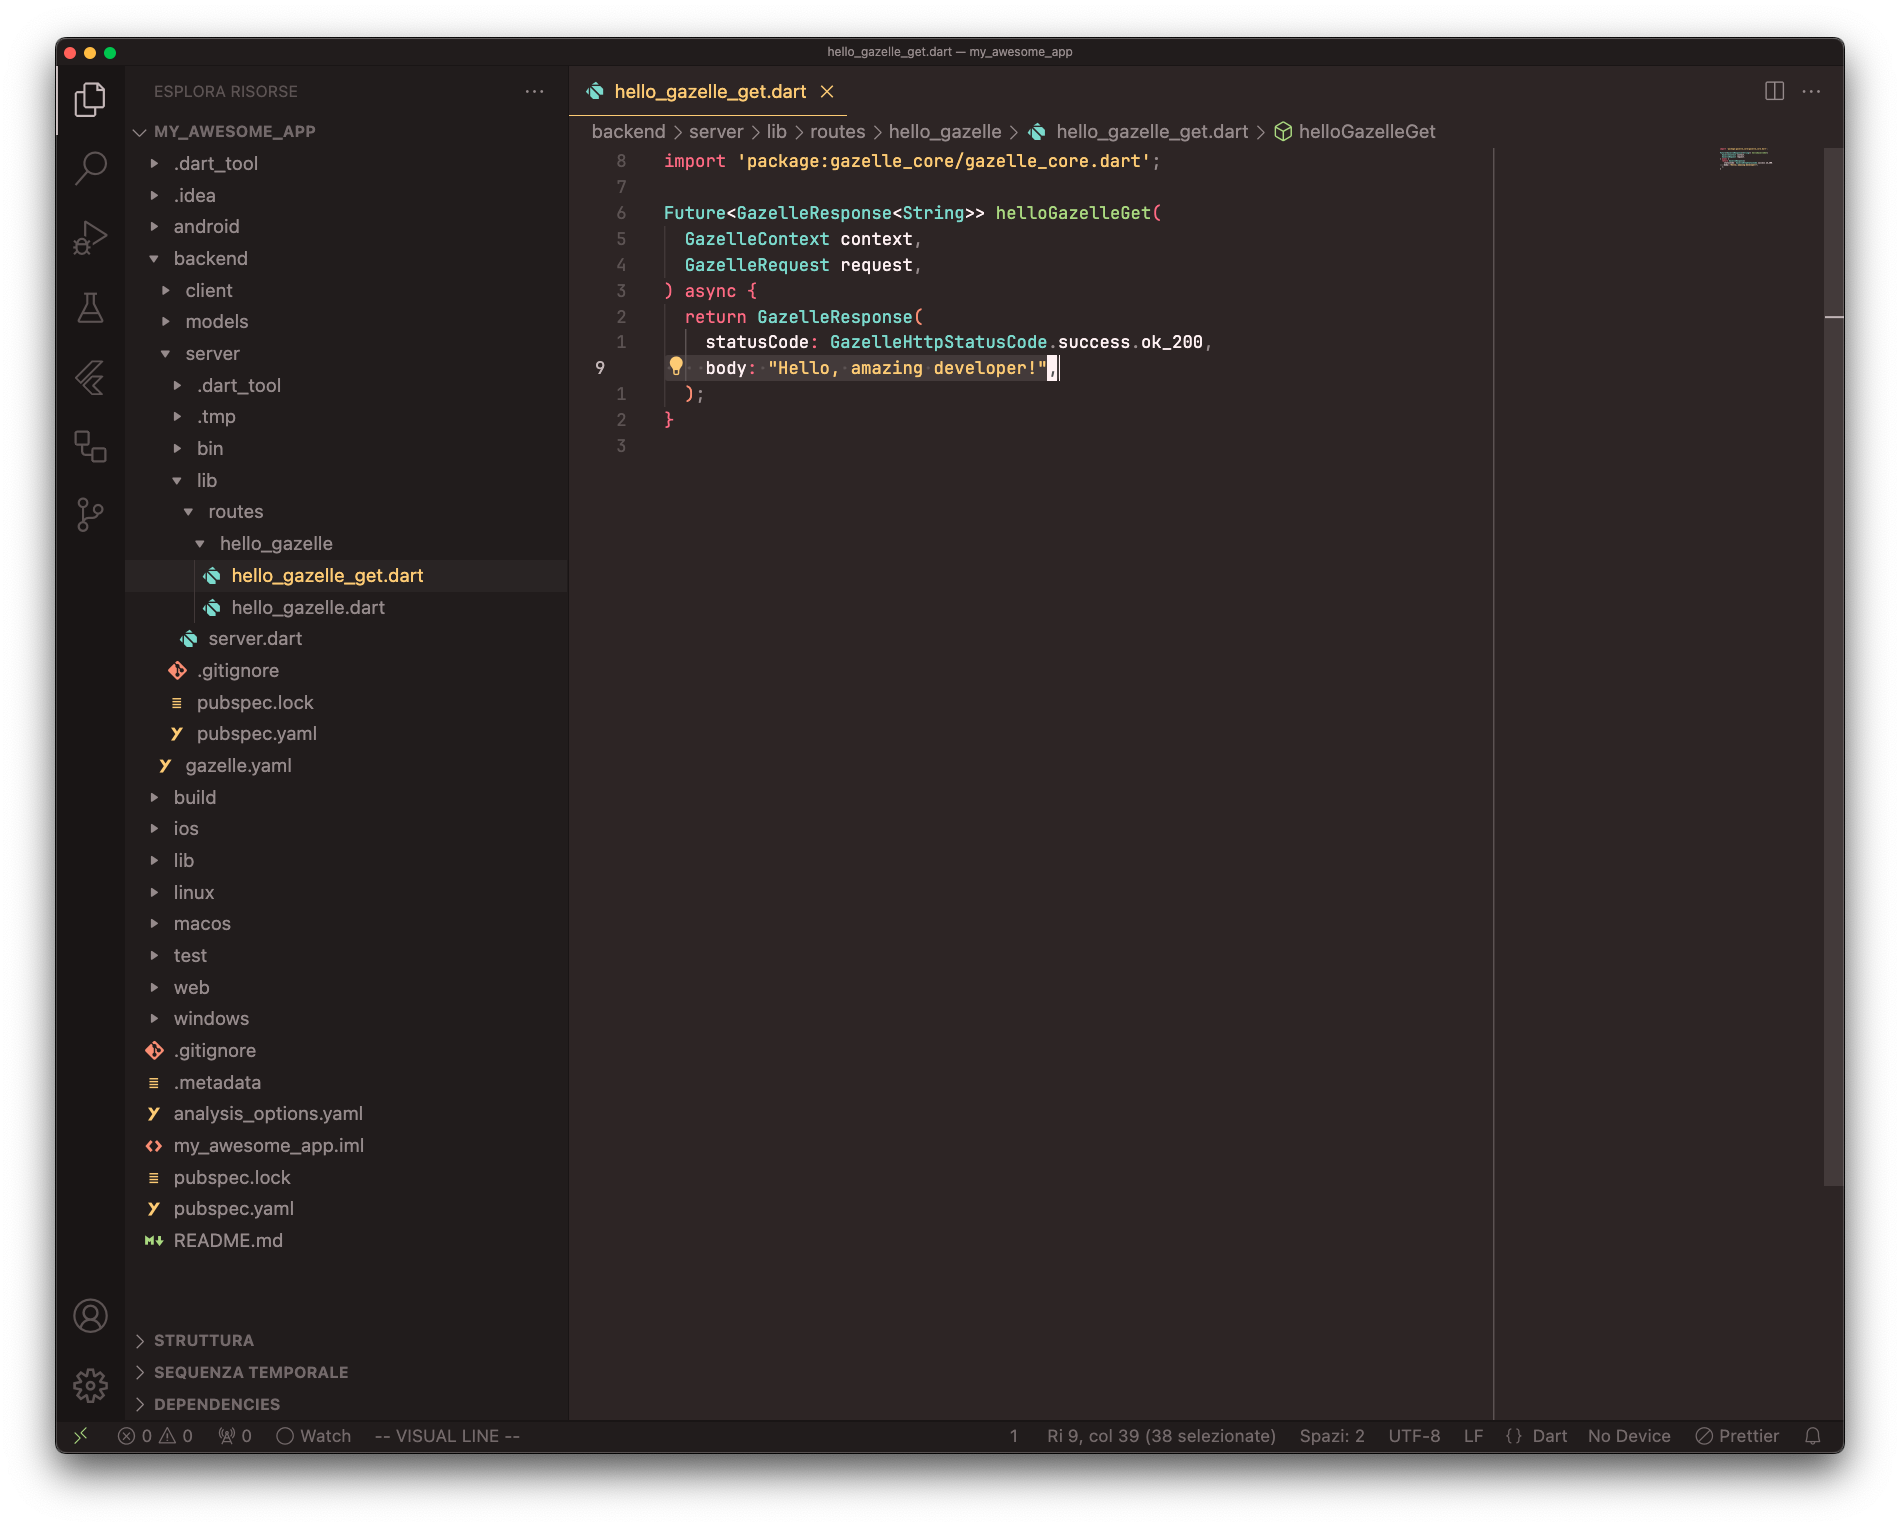 hello_gazelle_get.dart — my_awesome_app
ESPLORA RISORSE
MY_AWESOME_APP
.dart_tool
.idea
android
backend
client
models
server
.dart_tool
.tmp
bin
lib
routes
hello_gazelle
hello_gazelle_get.dart
hello_gazelle.dart
server.dart
.gitignore
pubspec.lock
pubspec.yaml
gazelle.yaml
build
ios
lib
linux
macos
test
web
windows
.gitignore
.metadata
analysis_options.yaml
my_awesome_app.iml
pubspec.lock
pubspec.yaml
README.md
STRUTTURA
SEQUENZA TEMPORALE
DEPENDENCIES
hello_gazelle_get.dart
backend > server > lib > routes > hello_gazelle > hello_gazelle_get.dart > helloGazelleGet
8 import 'package:gazelle_core/gazelle_core.dart';
7
6 Future<GazelleResponse<String>> helloGazelleGet(
5 GazelleContext context,
4 GazelleRequest request,
3 ) async {
2 return GazelleResponse(
1 statusCode: GazelleHttpStatusCode.success.ok_200,
9 body: "Hello, amazing developer!",
1 );
2 }
3
0 0 0 Watch -- VISUAL LINE -- 1 Ri 9, col 39 (38 selezionate) Spazi: 2 UTF-8 LF {} Dart No Device Prettier